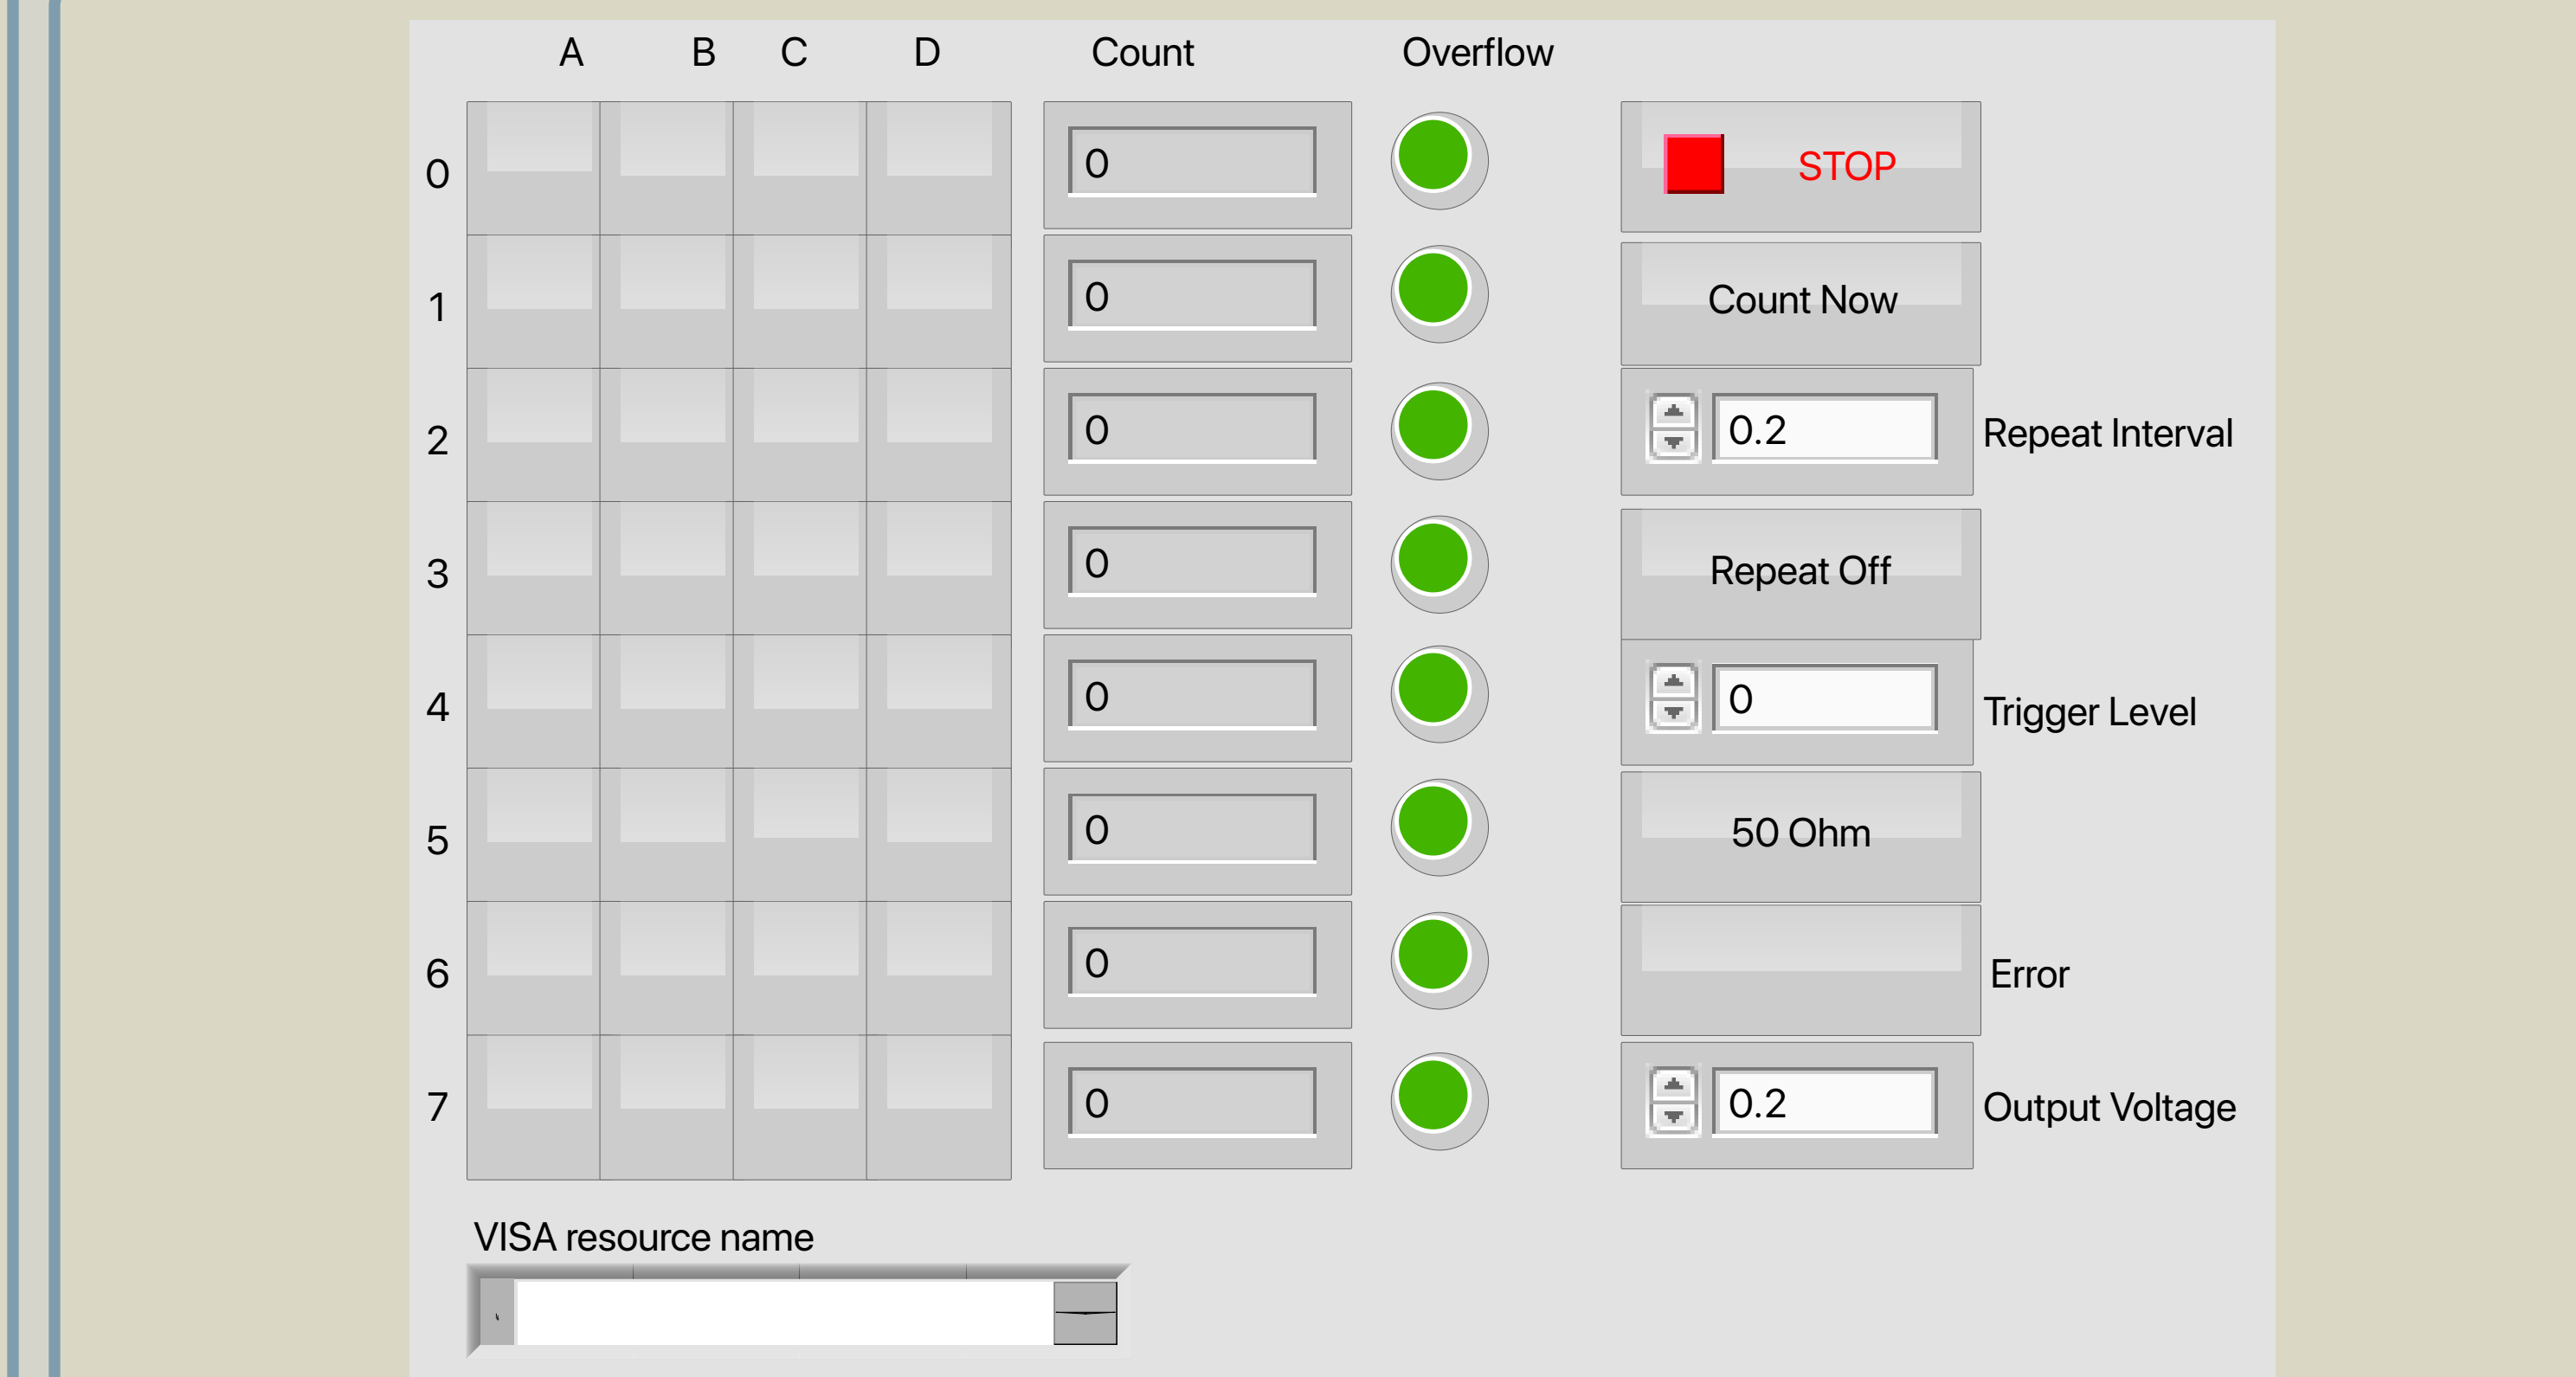 A B C D Count Overflow
0 0 STOP
1 0 Count Now
2 0 0.2 Repeat Interval
3 0 Repeat Off
4 0 0 Trigger Level
5 0 50 Ohm
6 0 Error
7 0 0.2 Output Voltage
VISA resource name